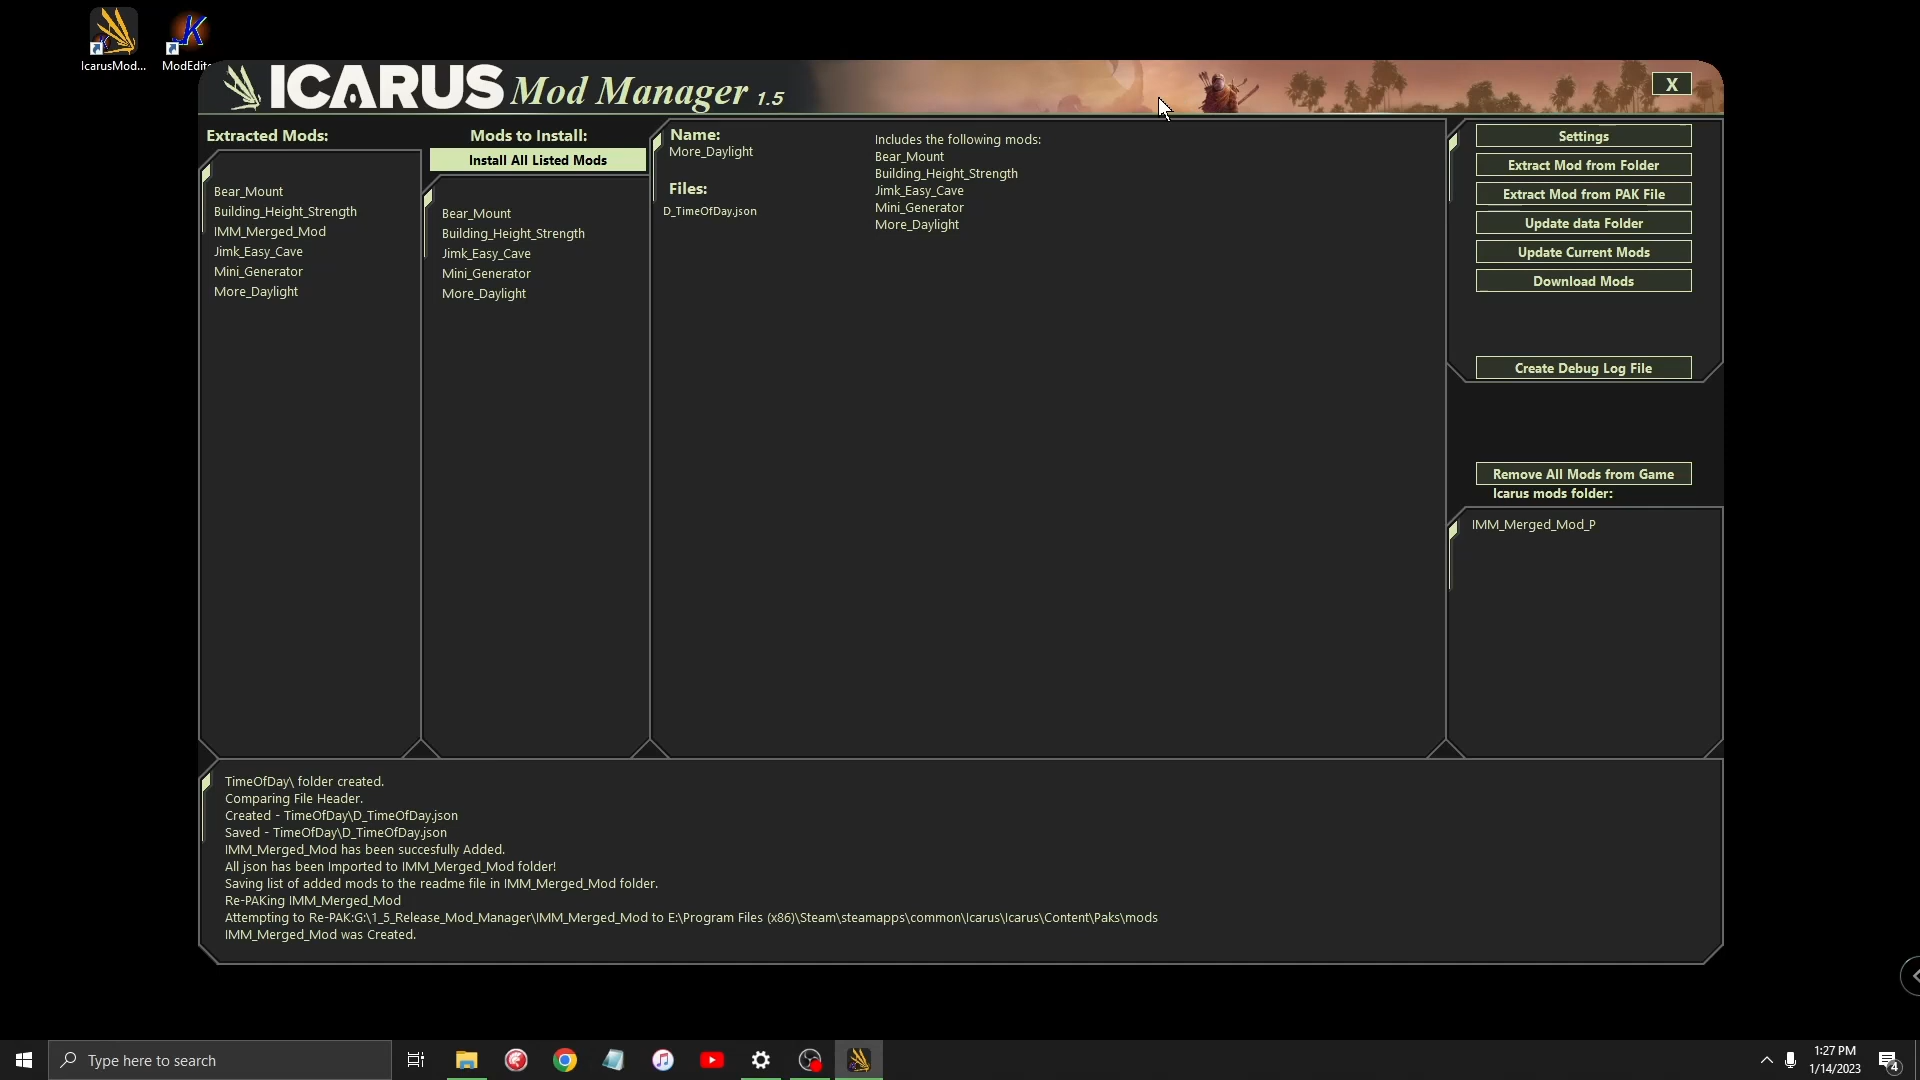 IcarusMod...
ModEdit
ICARUS Mod Manager 1.5
X
Extracted Mods:
Bear_Mount
Building_Height_Strength
IMM_Merged_Mod
Jimk_Easy_Cave
Mini_Generator
More_Daylight
Mods to Install:
Install All Listed Mods
Bear_Mount
Building_Height_Strength
Jimk_Easy_Cave
Mini_Generator
More_Daylight
Name:
More_Daylight
Files:
D_TimeOfDay.json
Includes the following mods:
Bear_Mount
Building_Height_Strength
Jimk_Easy_Cave
Mini_Generator
More_Daylight
Settings
Extract Mod from Folder
Extract Mod from PAK File
Update data Folder
Update Current Mods
Download Mods
Create Debug Log File
Remove All Mods from Game
Icarus mods folder:
IMM_Merged_Mod_P
TimeOfDay\ folder created.
Comparing File Header.
Created - TimeOfDay\D_TimeOfDay.json
Saved - TimeOfDay\D_TimeOfDay.json
IMM_Merged_Mod has been succesfully Added.
All json has been Imported to IMM_Merged_Mod folder!
Saving list of added mods to the readme file in IMM_Merged_Mod folder.
Re-PAKing IMM_Merged_Mod
Attempting to Re-PAK:G:\1_5_Release_Mod_Manager\IMM_Merged_Mod to E:\Program Files (x86)\Steam\steamapps\common\Icarus\Icarus\Content\Paks\mods
IMM_Merged_Mod was Created.
Type here to search
1:27 PM
1/14/2023
4